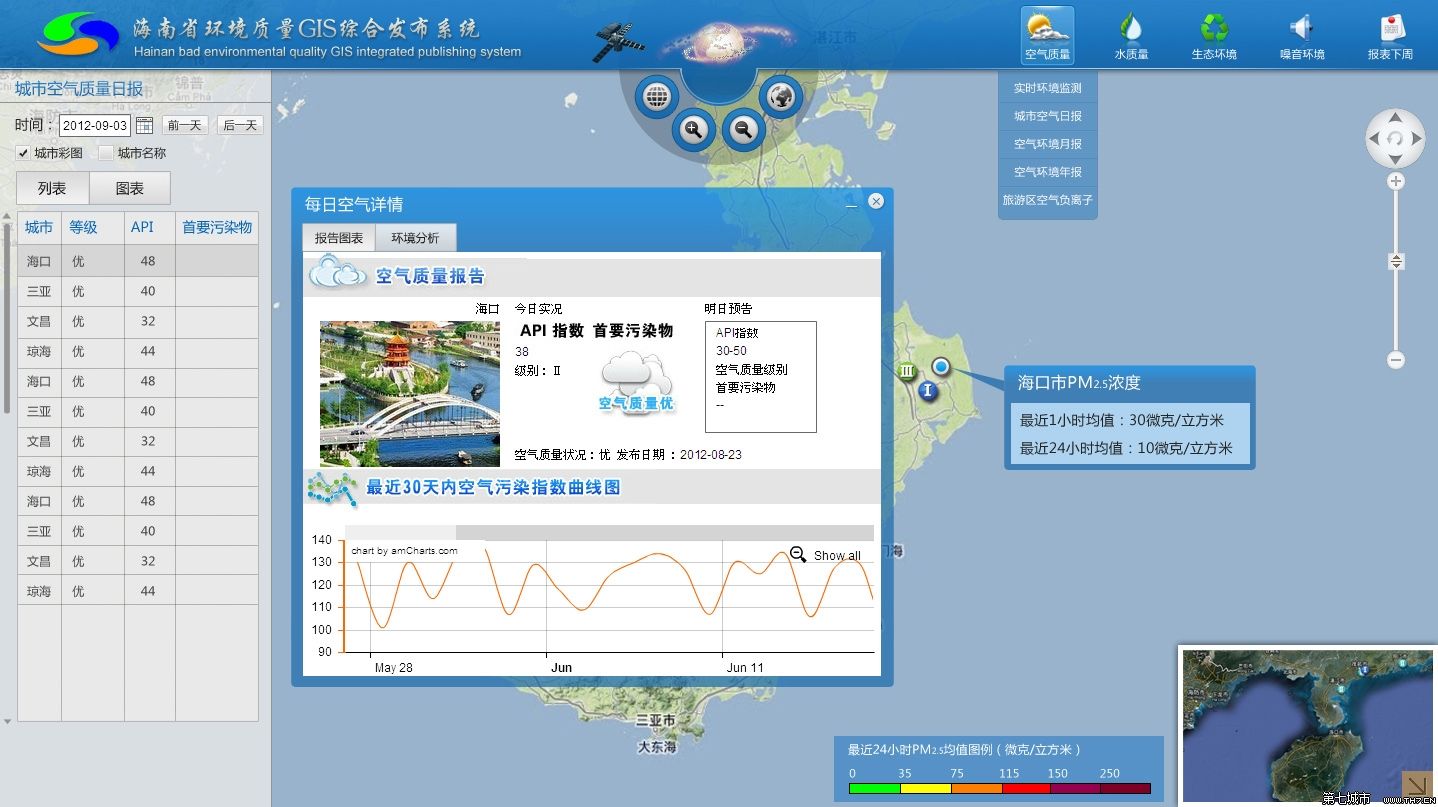 海南省环境质量GIS综合发布系统
Hainan bad environmental quality GIS integrated publishing system
空气质量
水质量
生态坏境
噪音环境
报表下周
湛江市
实时环境监测
城市空气日报
空气环境月报
空气环境年报
旅游区空气负离子
城市空气质量日报
锦普
Cẩm Phả
时间：
2012-09-03
前一天
后一天
城市彩图
城市名称
列表
图表
城市 等级 API 首要污染物
海口 优 48
三亚 优 40
文昌 优 32
琼海 优 44
海口 优 48
三亚 优 40
文昌 优 32
琼海 优 44
海口 优 48
三亚 优 40
文昌 优 32
琼海 优 44
每日空气详情
报告图表
环境分析
空气质量报告
海口
今日实况
明日预告
API 指数 首要污染物
38
级别：Ⅱ
空气质量优
API指数
30-50
空气质量级别
首要污染物
--
空气质量状况：优 发布日期：2012-08-23
最近30天内空气污染指数曲线图
chart by amCharts.com
Show all
140
130
120
110
100
90
May 28
Jun
Jun 11
III
I
海口市PM2.5浓度
最近1小时均值：30微克/立方米
最近24小时均值：10微克/立方米
三亚市
大东海
最近24小时PM2.5均值图例（微克/立方米）
0 35 75 115 150 250
第七城市 WWW.TH7.CN